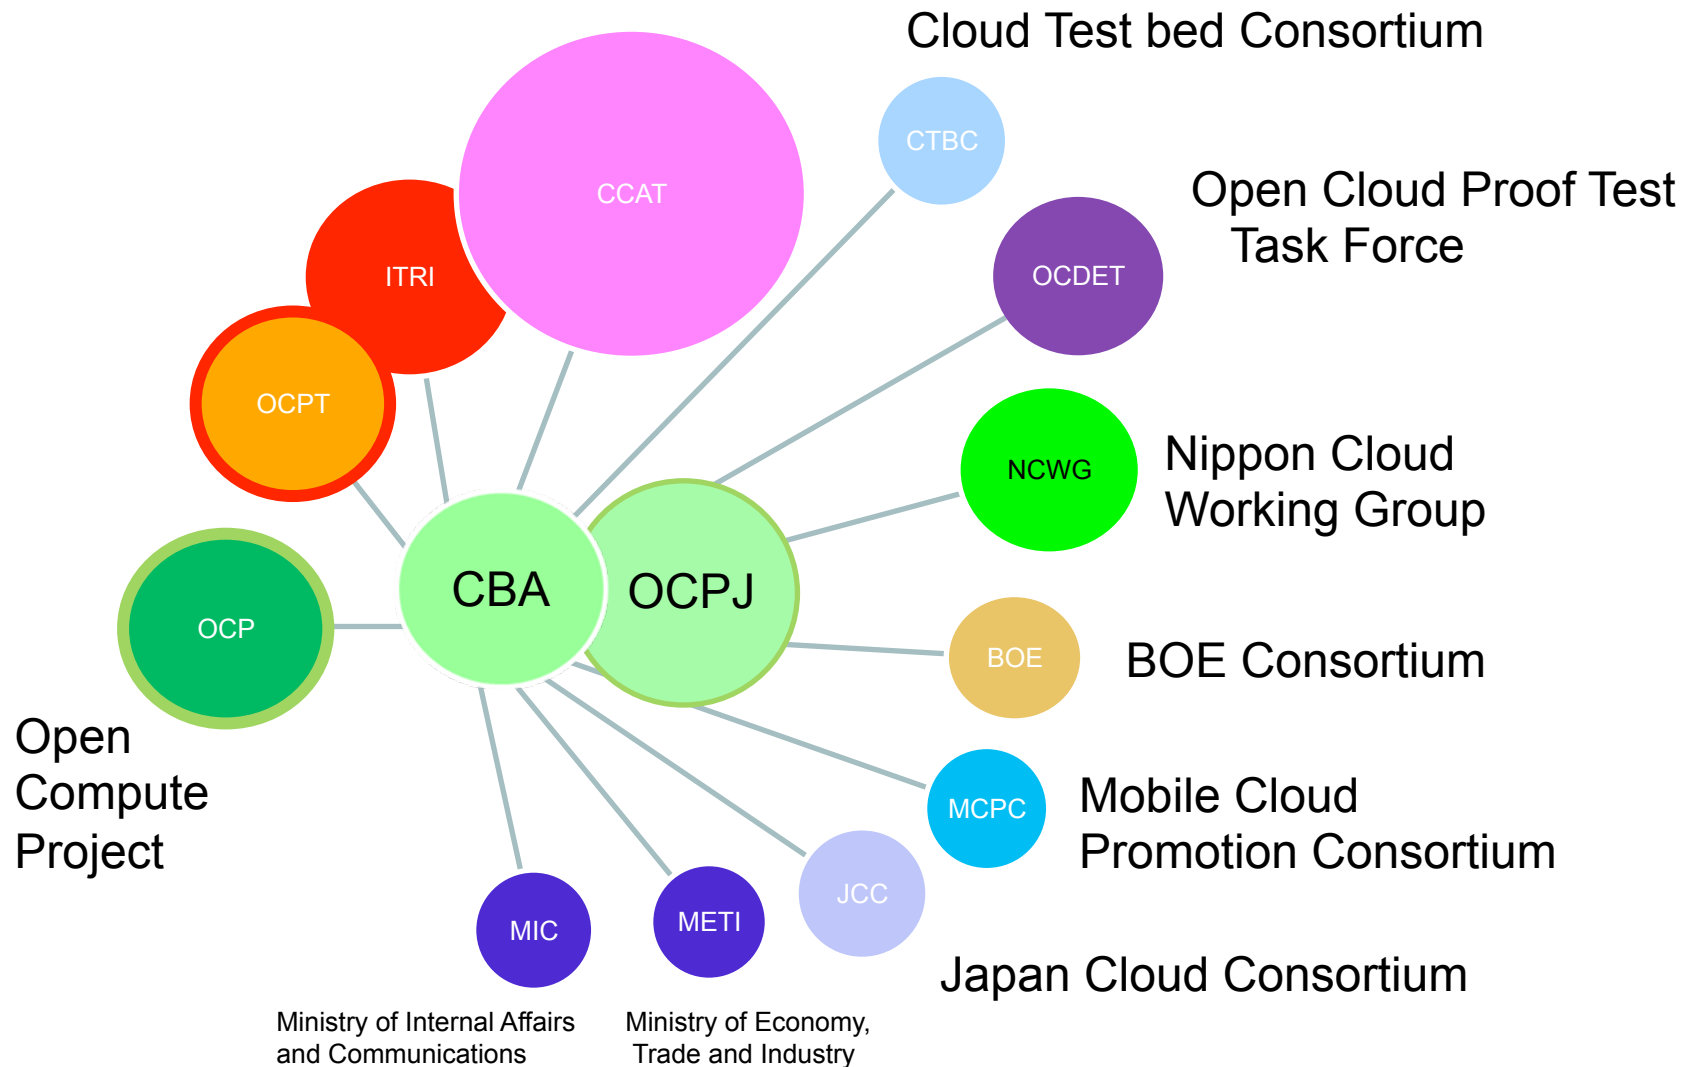 Cloud Test bed Consortium
CTBC
CCAT
Open Cloud Proof Test
Task Force
OCDET
ITRI
OCPT
NCWG
Nippon Cloud
Working Group
CBA
OCPJ
OCP
BOE
BOE Consortium
Open
Compute
Project
MCPC
Mobile Cloud
Promotion Consortium
JCC
METI
MIC
Japan Cloud Consortium
Ministry of Internal Affairs
and Communications
Ministry of Economy,
Trade and Industry